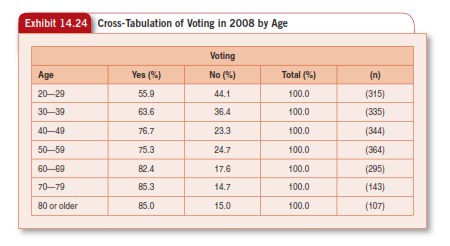 Exhibit 14.24 Cross-Tabulation of Voting in 2008 by Age
Voting
Age Yes (%) No (%) Total (%) (n)
20—29 55.9 44.1 100.0 (315)
30—39 63.6 36.4 100.0 (335)
40—49 76.7 23.3 100.0 (344)
50—59 75.3 24.7 100.0 (364)
60—69 82.4 17.6 100.0 (295)
70—79 85.3 14.7 100.0 (143)
80 or older 85.0 15.0 100.0 (107)